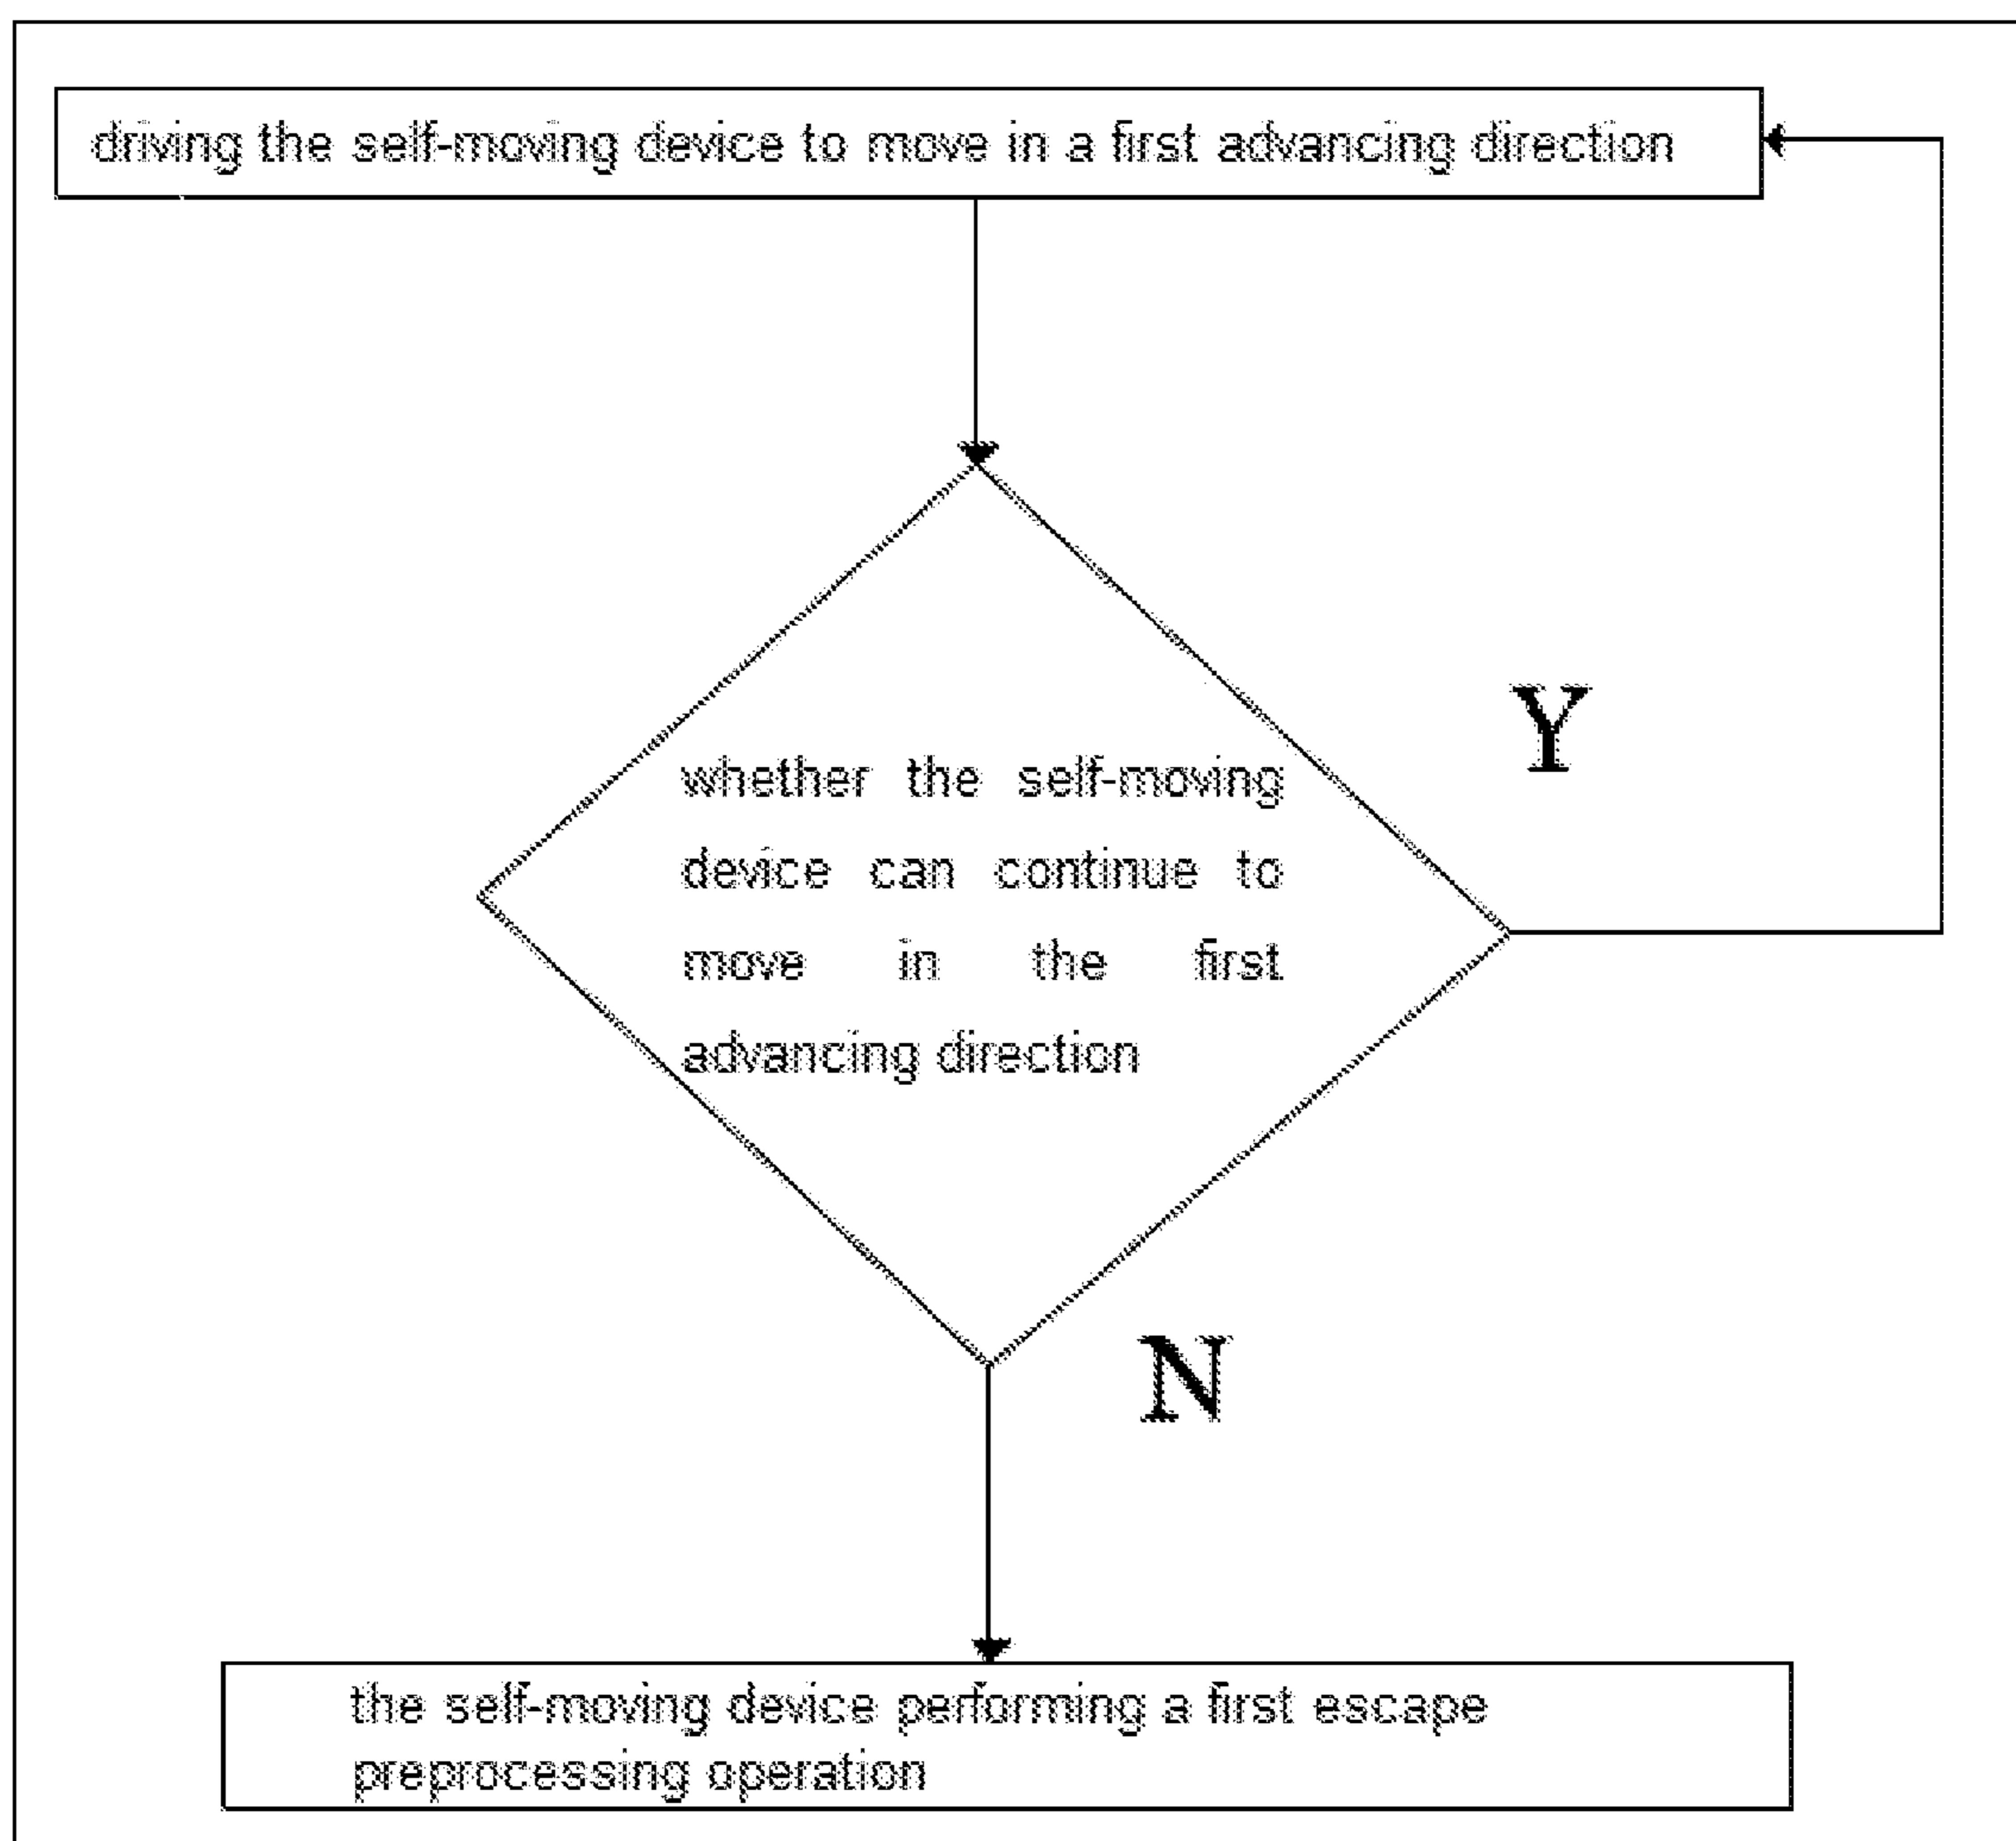 driving the self-moving device to move in a first advancing direction
whether the self-moving
device can continue to
move in the first
advancing direction
Y
N
the self-moving device performing a first escape
preprocessing operation